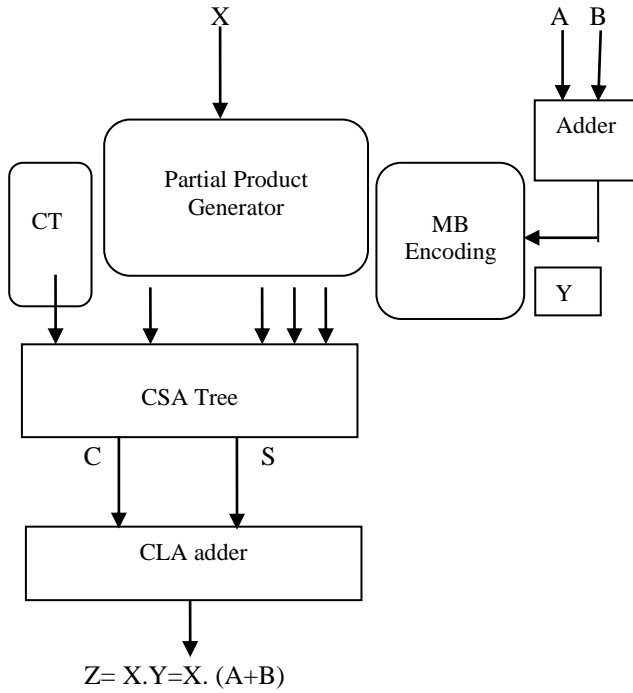 X
A B
Adder
Partial Product
Generator
CT
MB
Encoding
Y
CSA Tree
C
S
CLA adder
Z= X.Y=X. (A+B)